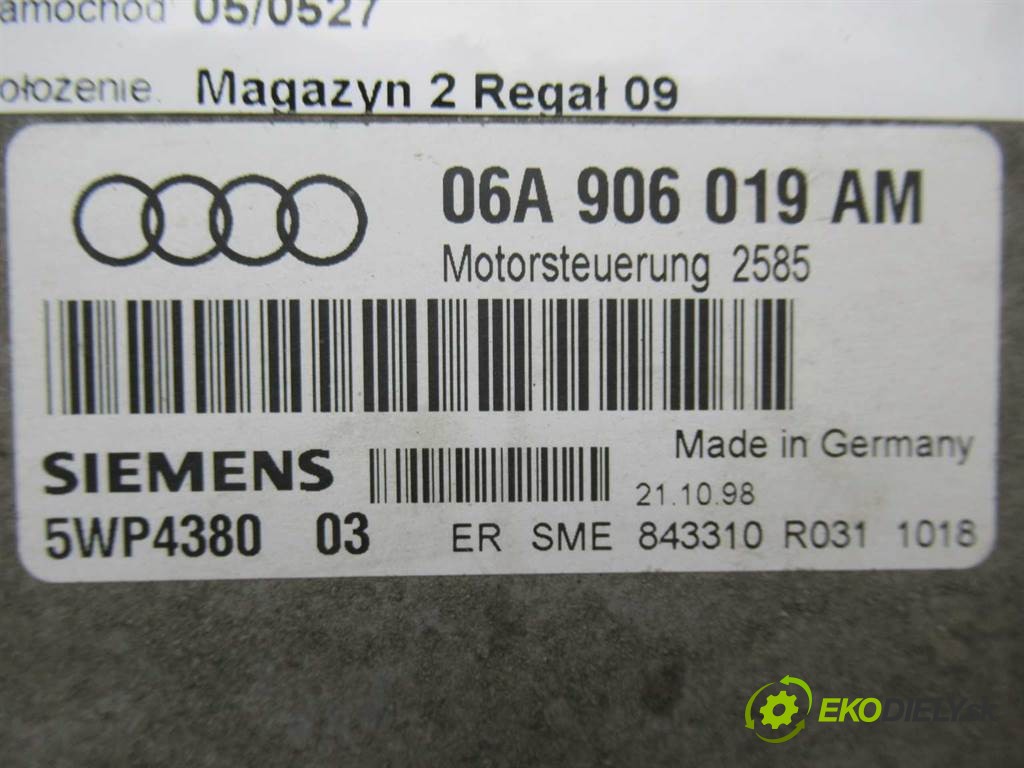 amochód 05/0527
ołożenie. Magazyn 2 Regał 09
06A 906 019 AM
Motorsteuerung 2585
Made in Germany
SIEMENS
21.10.98
5WP4380 03 ER SME 843310 R031 1018
EKODIELY.sk